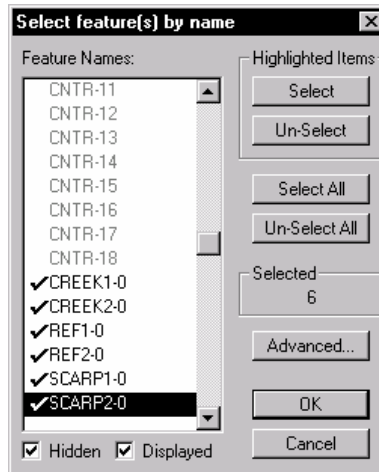 Select feature(s) by name
Feature Names:
CNTR-11
CNTR-12
CNTR-13
CNTR-14
CNTR-15
CNTR-16
CNTR-17
CNTR-18
CREEK1-0
CREEK2-0
REF1-0
REF2-0
SCARP1-0
SCARP2-0
Hidden Displayed
Highlighted Items
Select
Un-Select
Select All
Un-Select All
Selected
6
Advanced...
OK
Cancel